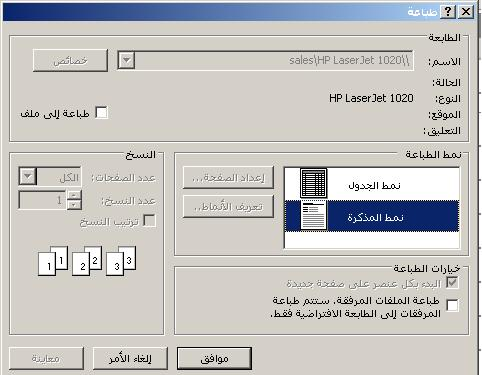 طباعة
الطابعة
الاسم: \\sales\HP LaserJet 1020 خصائص
الحالة:
النوع: HP LaserJet 1020
الموقع: طباعة إلى ملف
التعليق:
نمط الطباعة
نمط الجدول
نمط المذكرة
إعداد الصفحة...
تعريف الأنماط...
النسخ
عدد الصفحات: الكل
عدد النسخ: 1
ترتيب النسخ
1 1 2 2 3 3
خيارات الطباعة
البدء بكل عنصر على صفحة جديدة
طباعة الملفات المرفقة. ستتم طباعة
المرفقات إلى الطابعة الافتراضية فقط.
موافق إلغاء الأمر معاينة